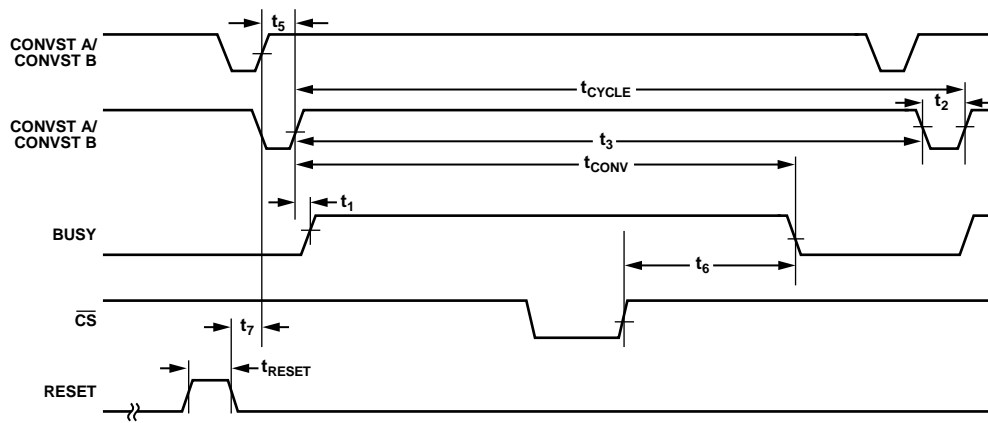 t5
CONVST A/
CONVST B
tCYCLE
t2
CONVST A/
CONVST B
t3
tCONV
t1
BUSY
t6
CS
t7
tRESET
RESET